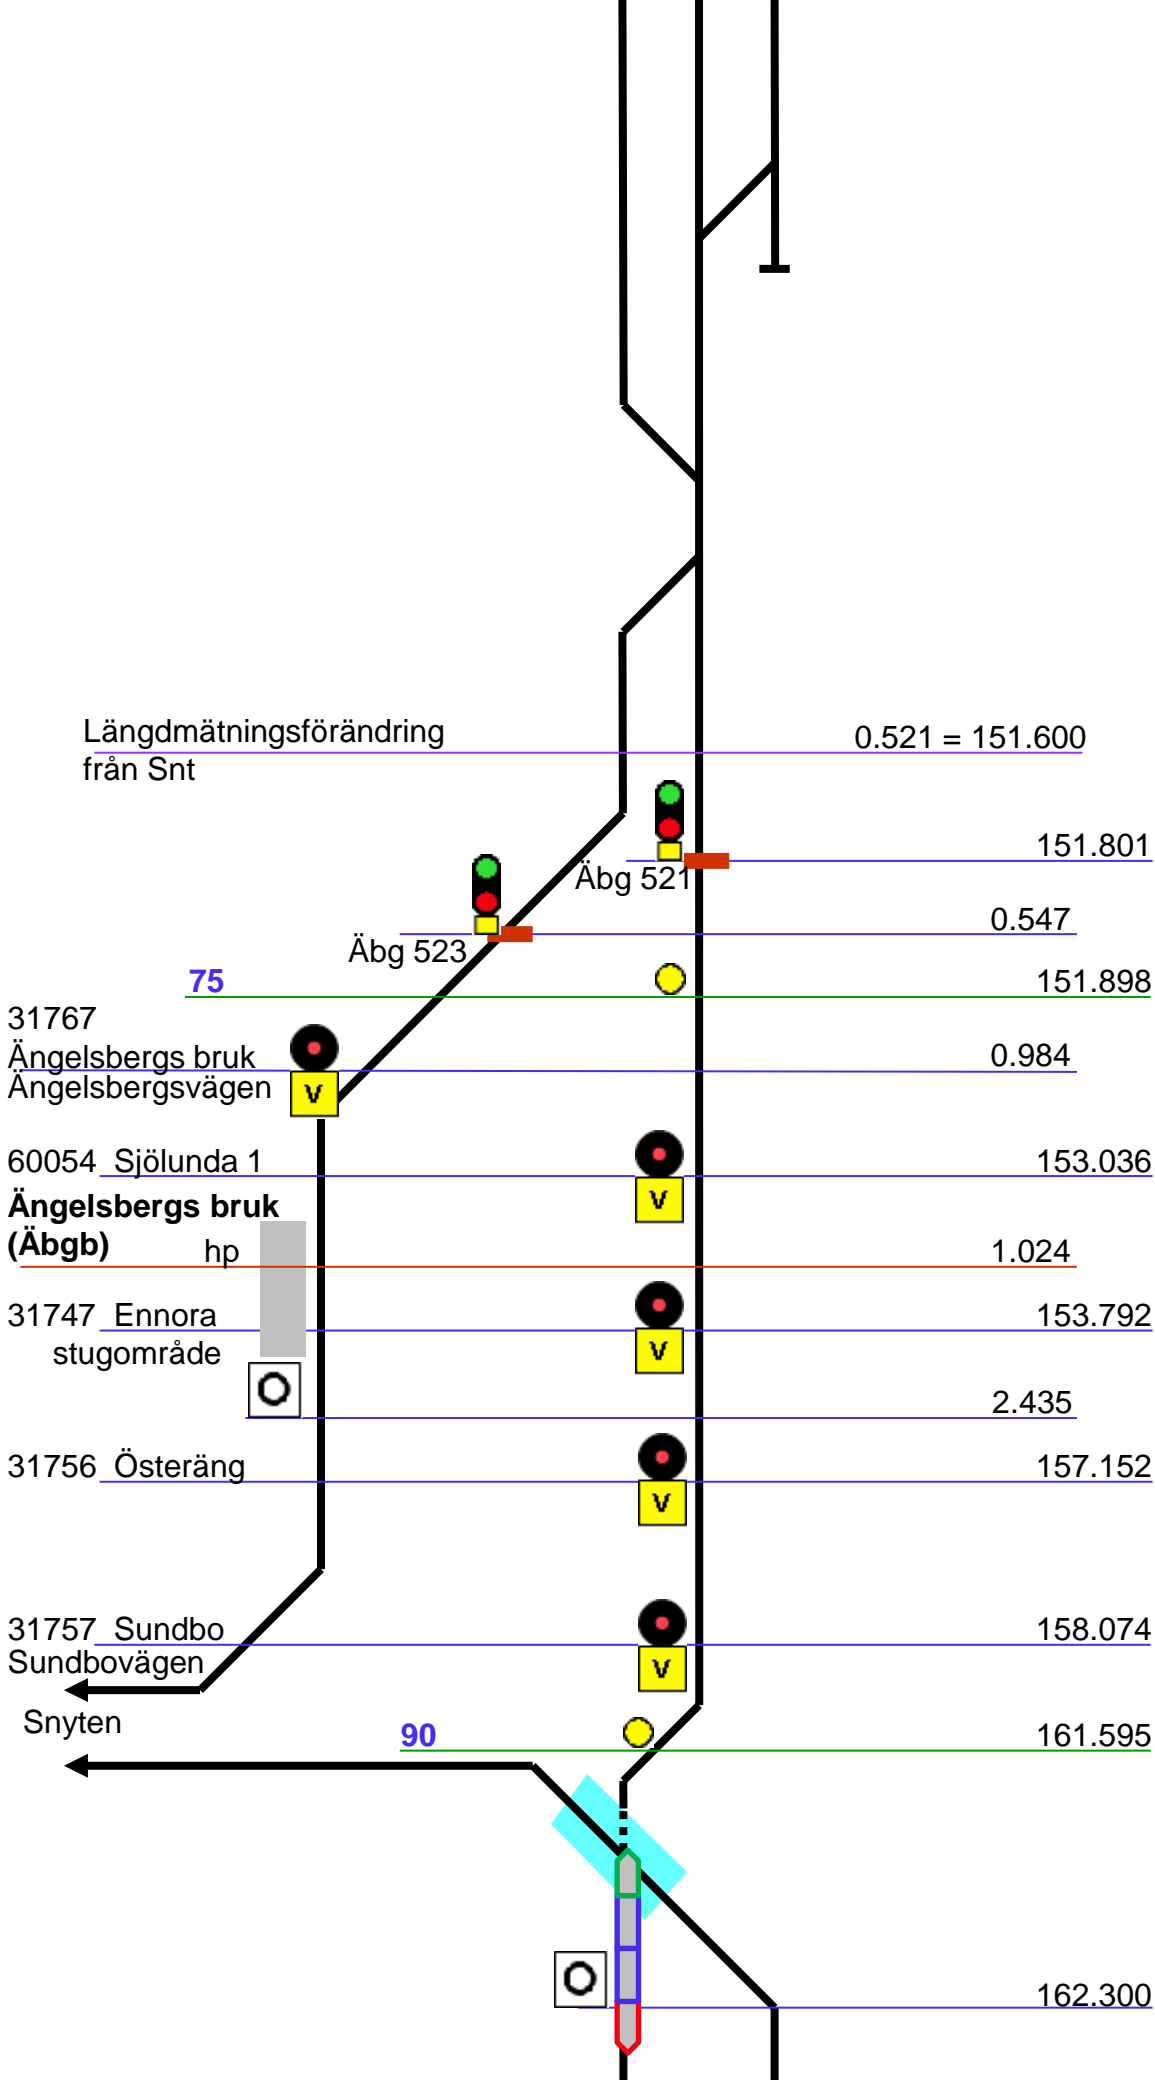 Längdmätningsförändring
från Snt
0.521 = 151.600
151.801
Äbg 521
0.547
Äbg 523
75
151.898
31767
Ängelsbergs bruk
Ängelsbergsvägen
0.984
V
60054 Sjölunda 1
153.036
V
Ängelsbergs bruk
(Äbgb) hp
1.024
31747 Ennora
stugområde
153.792
V
O
2.435
31756 Österäng
157.152
V
31757 Sundbo
Sundbovägen
158.074
V
Snyten
90
161.595
O
162.300